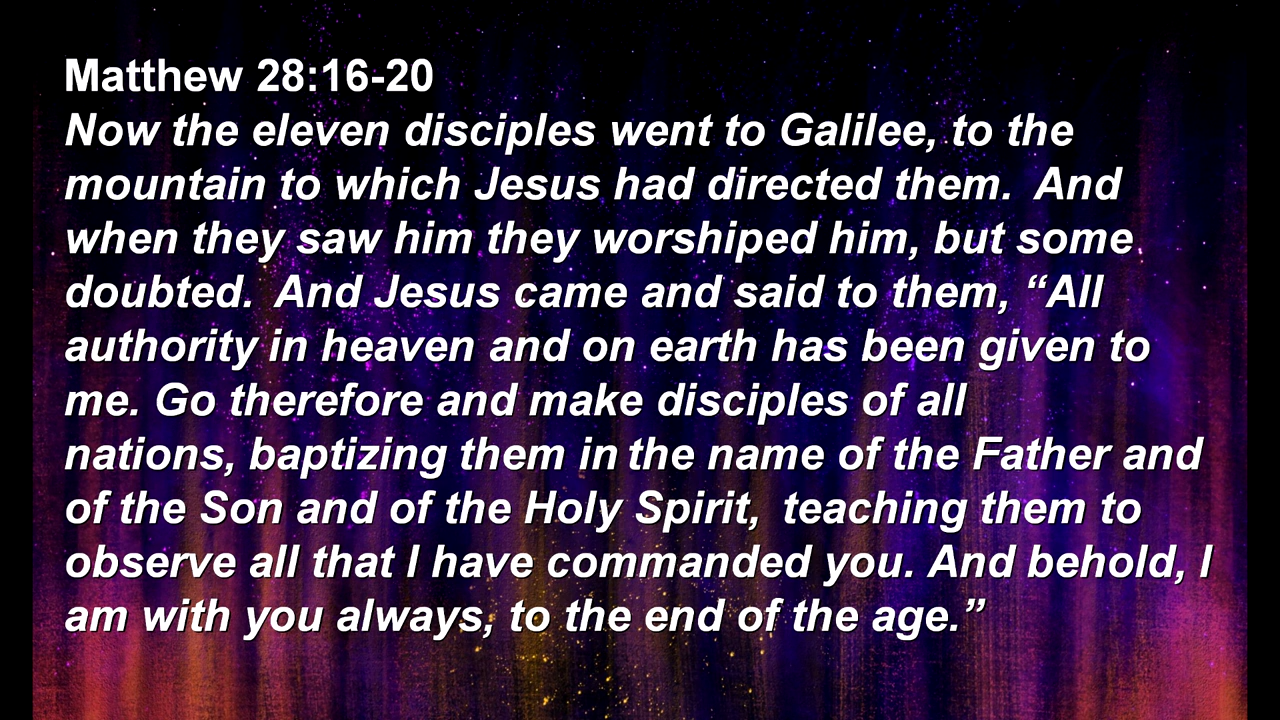 Matthew 28:16-20
Now the eleven disciples went to Galilee, to the
mountain to which Jesus had directed them.  And
when they saw him they worshiped him, but some
doubted.  And Jesus came and said to them, “All
authority in heaven and on earth has been given to
me. Go therefore and make disciples of all
nations, baptizing them in the name of the Father and
of the Son and of the Holy Spirit,  teaching them to
observe all that I have commanded you. And behold, I
am with you always, to the end of the age.”